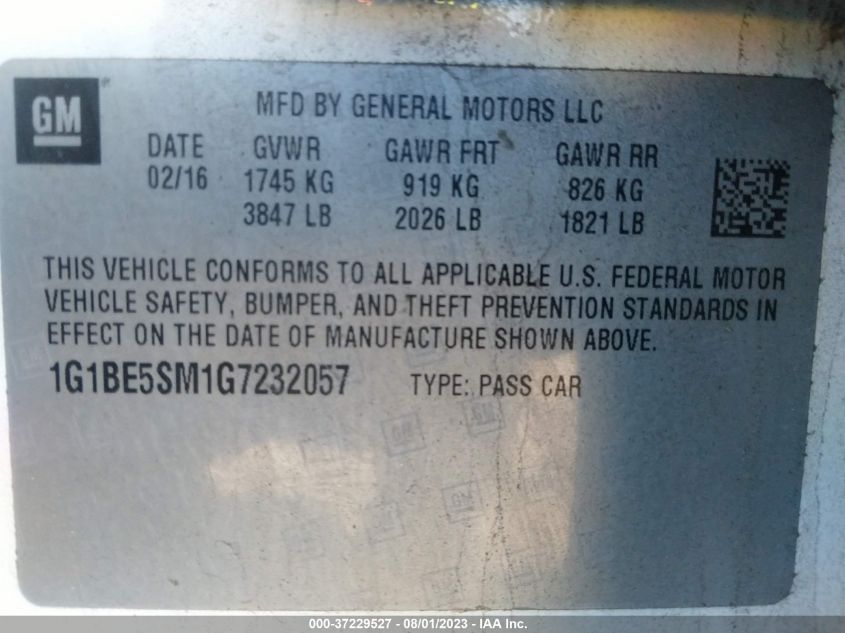 GM
MFD BY GENERAL MOTORS LLC
DATE GVWR GAWR FRT GAWR RR
02/16 1745 KG 919 KG 826 KG
3847 LB 2026 LB 1821 LB
THIS VEHICLE CONFORMS TO ALL APPLICABLE U.S. FEDERAL MOTOR
VEHICLE SAFETY, BUMPER, AND THEFT PREVENTION STANDARDS IN
EFFECT ON THE DATE OF MANUFACTURE SHOWN ABOVE.
1G1BE5SM1G7232057 TYPE: PASS CAR
000-37229527 - 08/01/2023 - Copyright © IAA, Inc.